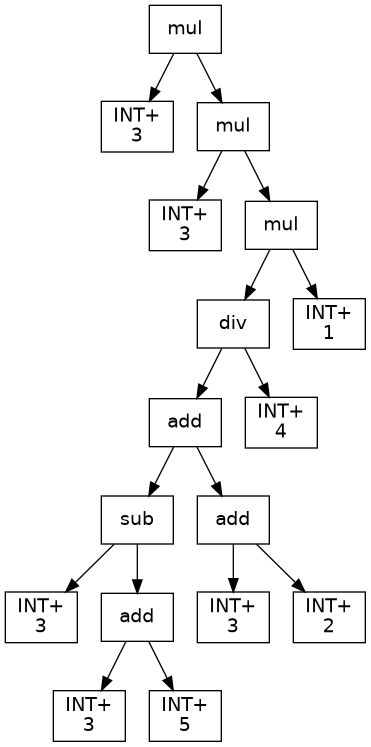 mul
INT+
3
mul
INT+
3
mul
div
INT+
1
add
INT+
4
sub
add
INT+
3
add
INT+
3
INT+
2
INT+
3
INT+
5